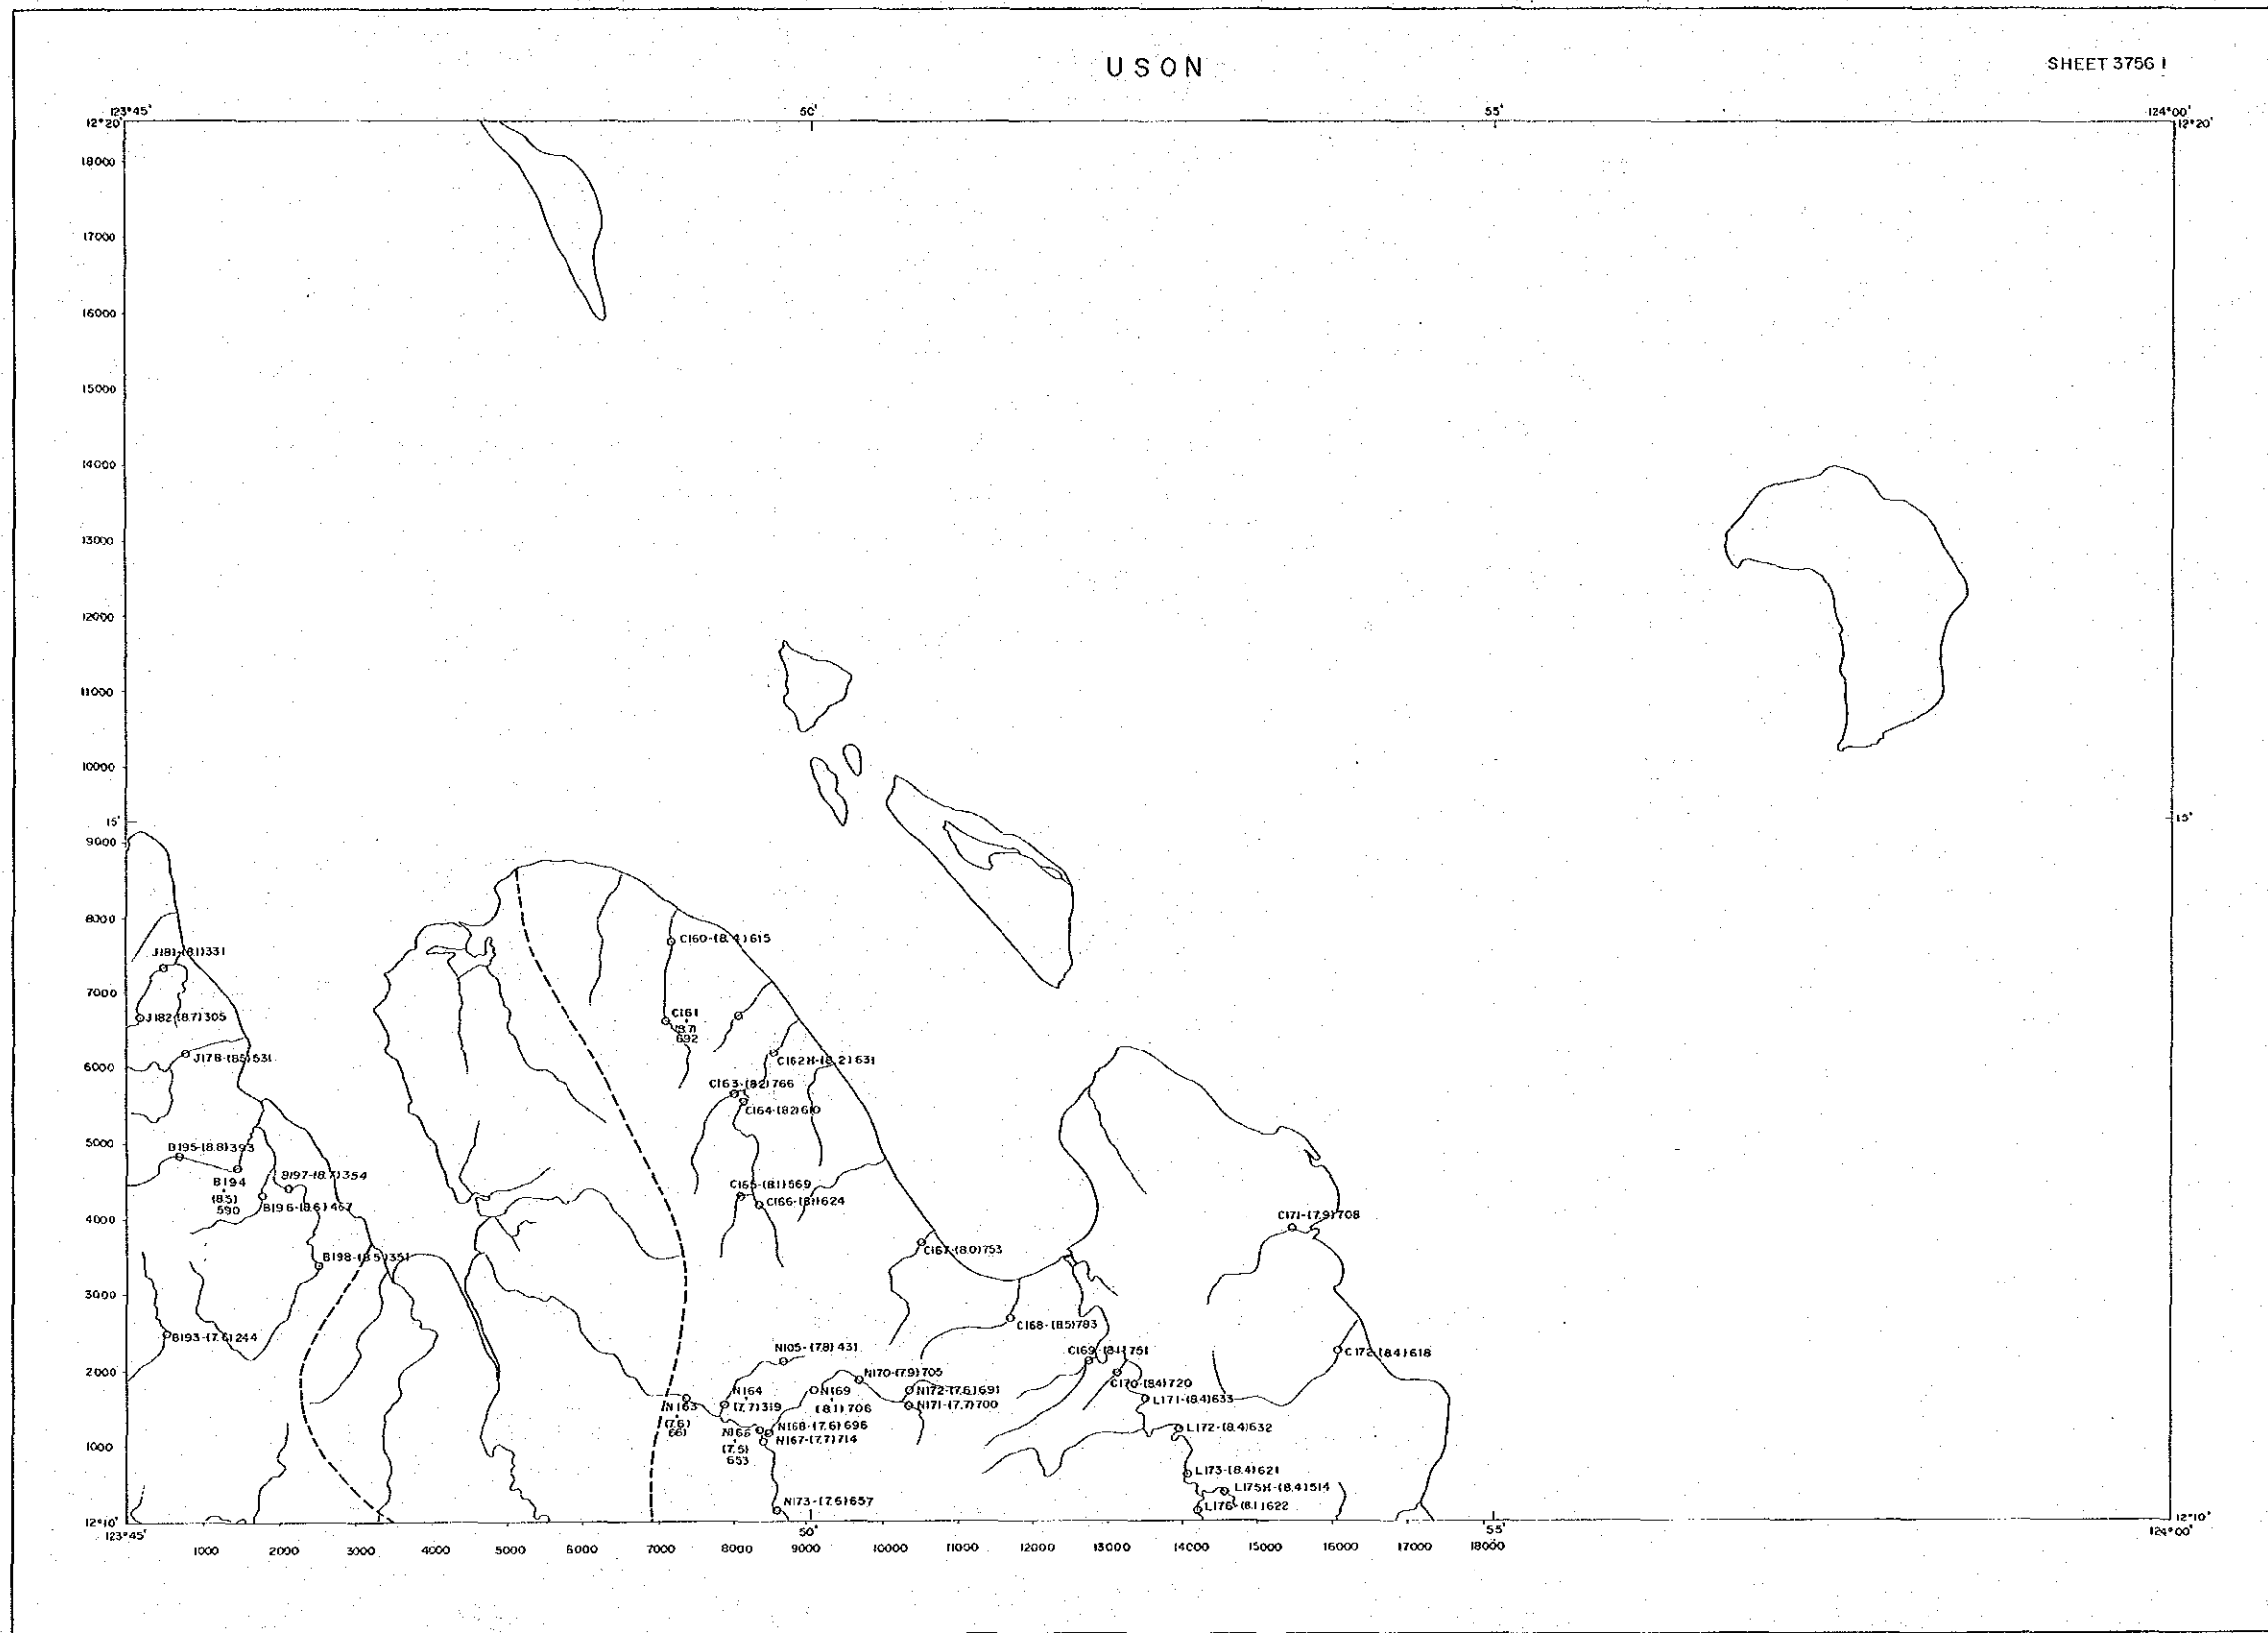 USON
SHEET 3756 I
123°45'
50'
55'
124°00'
12°20'
12°20'
18000
17000
16000
15000
14000
13000
12000
11000
10000
15'
15'
9000
8000
C160-(8.4)615
J181-(8.1)331
7000
J182-(8.7)305
C161
(8.7)
692
J178-(8.5)531
C162H-(8.2)631
6000
C163-(8.2)766
C164-(8.2)610
5000
B195-(8.8)393
B194
(8.5)
590
B197-(8.7)354
B196-(8.6)467
C165-(8.1)569
C166-(8.1)624
4000
C171-(7.9)708
C167-(8.0)753
B198-(8.5)351
3000
C168-(8.5)783
B193-(7.6)244
N105-(7.8)431
C169-(8.1)751
C172-(8.4)618
2000
N170-(7.9)705
C170-(8.4)720
N164
(7.7)319
N169
(8.1)706
N172-(7.6)691
L171-(8.4)633
N163
(7.6)
661
N171-(7.7)700
N168-(7.6)696
L172-(8.4)632
N167-(7.7)714
(7.5)
653
1000
L173-(8.4)621
L175H-(8.4)514
N173-(7.6)657
L176-(8.1)622
12°10'
12°10'
123°45'
50'
55'
124°00'
1000
2000
3000
4000
5000
6000
7000
8000
9000
10000
11000
12000
13000
14000
15000
16000
17000
18000